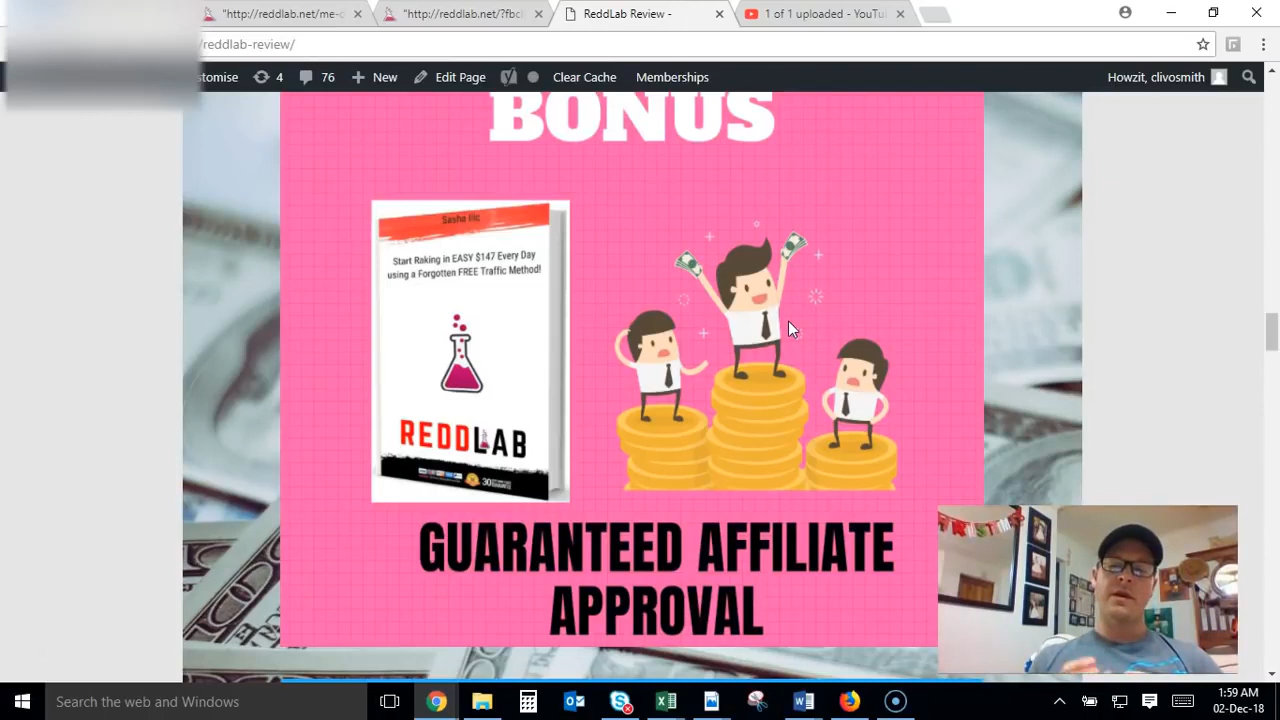 "http://reddlab.net/me-q
"http://reddlab.net/?fbcl
ReddLab Review -
1 of 1 uploaded - YouTu
/reddlab-review/
stomise
4
76
New
Edit Page
Clear Cache
Memberships
Howzit, clivosmith
BONUS
Sasha Ilic
Start Raking in EASY $147 Every Day
using a Forgotten FREE Traffic Method!
REDDLAB
30
GUARANTEED AFFILIATE
APPROVAL
Search the web and Windows
1:59 AM
02-Dec-18